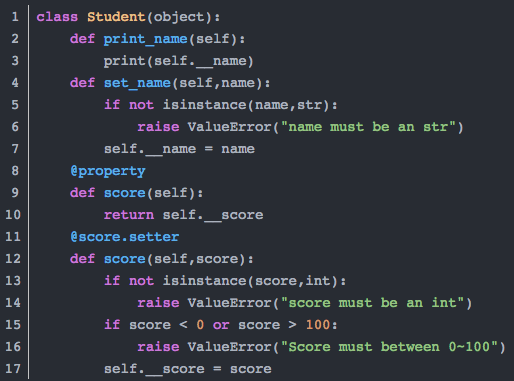 1 class Student(object):
2     def print_name(self):
3         print(self.__name)
4     def set_name(self,name):
5         if not isinstance(name,str):
6             raise ValueError("name must be an str")
7         self.__name = name
8     @property
9     def score(self):
10         return self.__score
11     @score.setter
12     def score(self,score):
13         if not isinstance(score,int):
14             raise ValueError("score must be an int")
15         if score < 0 or score > 100:
16             raise ValueError("Score must between 0~100")
17         self.__score = score